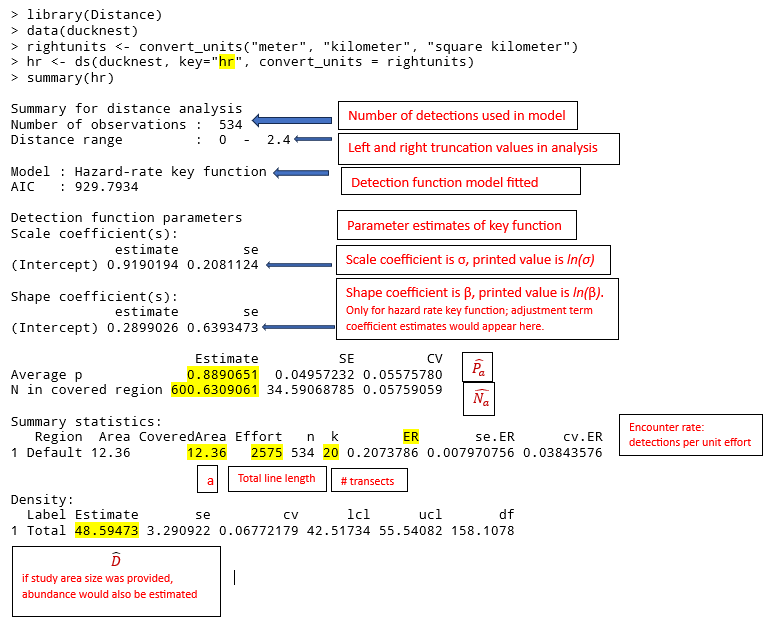 > library(Distance)
> data(ducknest)
> rightunits <- convert_units("meter", "kilometer", "square kilometer")
> hr <- ds(ducknest, key="hr", convert_units = rightunits)
> summary(hr)
Summary for distance analysis
Number of observations :  534
Distance range         :  0  -  2.4
Number of detections used in model
Left and right truncation values in analysis
Model : Hazard-rate key function
AIC   : 929.7934
Detection function model fitted
Detection function parameters
Scale coefficient(s):
             estimate        se
(Intercept) 0.9190194 0.2081124
Parameter estimates of key function
Scale coefficient is σ, printed value is ln(σ)
Shape coefficient(s):
             estimate        se
(Intercept) 0.2899026 0.6393473
Shape coefficient is β, printed value is ln(β).
Only for hazard rate key function; adjustment term
coefficient estimates would appear here.
                       Estimate          SE         CV
Average p             0.8890651  0.04957232 0.05575780
N in covered region 600.6309061 34.59068785 0.05759059
P̂a
N̂a
Summary statistics:
   Region  Area CoveredArea Effort   n  k        ER       se.ER      cv.ER
1 Default 12.36       12.36   2575 534 20 0.2073786 0.007970756 0.03843576
Encounter rate:
detections per unit effort
a
Total line length
# transects
Density:
  Label Estimate       se         cv      lcl      ucl       df
1 Total 48.59473 3.290922 0.06772179 42.51734 55.54082 158.1078
D̂
if study area size was provided,
abundance would also be estimated